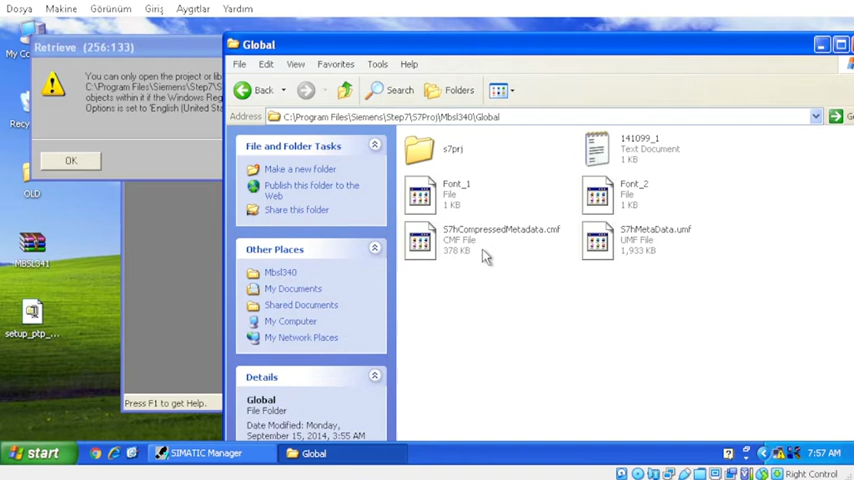 Dosya Makine Görünüm Giriş Aygıtlar Yardım
My Co
Recy
OLD
MBSL341
setup_ptp_...
Retrieve (256:133)
You can only open the project or lib
C:\Program Files\Siemens\Step7\S
objects within it if the Windows Reg
Options is set to "English (United Sta
OK
Press F1 to get Help.
Global
File Edit View Favorites Tools Help
Back Search Folders
Address C:\Program Files\Siemens\Step7\S7Proj\Mbsl340\Global
File and Folder Tasks
Make a new folder
Publish this folder to the
Web
Share this folder
Other Places
Mbsl340
My Documents
Shared Documents
My Computer
My Network Places
Details
Global
File Folder
Date Modified: Monday,
September 15, 2014, 3:55 AM
s7prj
141099_1
Text Document
1 KB
Font_1
File
1 KB
Font_2
File
1 KB
S7hCompressedMetadata.cmf
CMF File
378 KB
S7hMetaData.umf
UMF File
1,933 KB
start
SIMATIC Manager
Global
7:57 AM
Right Control